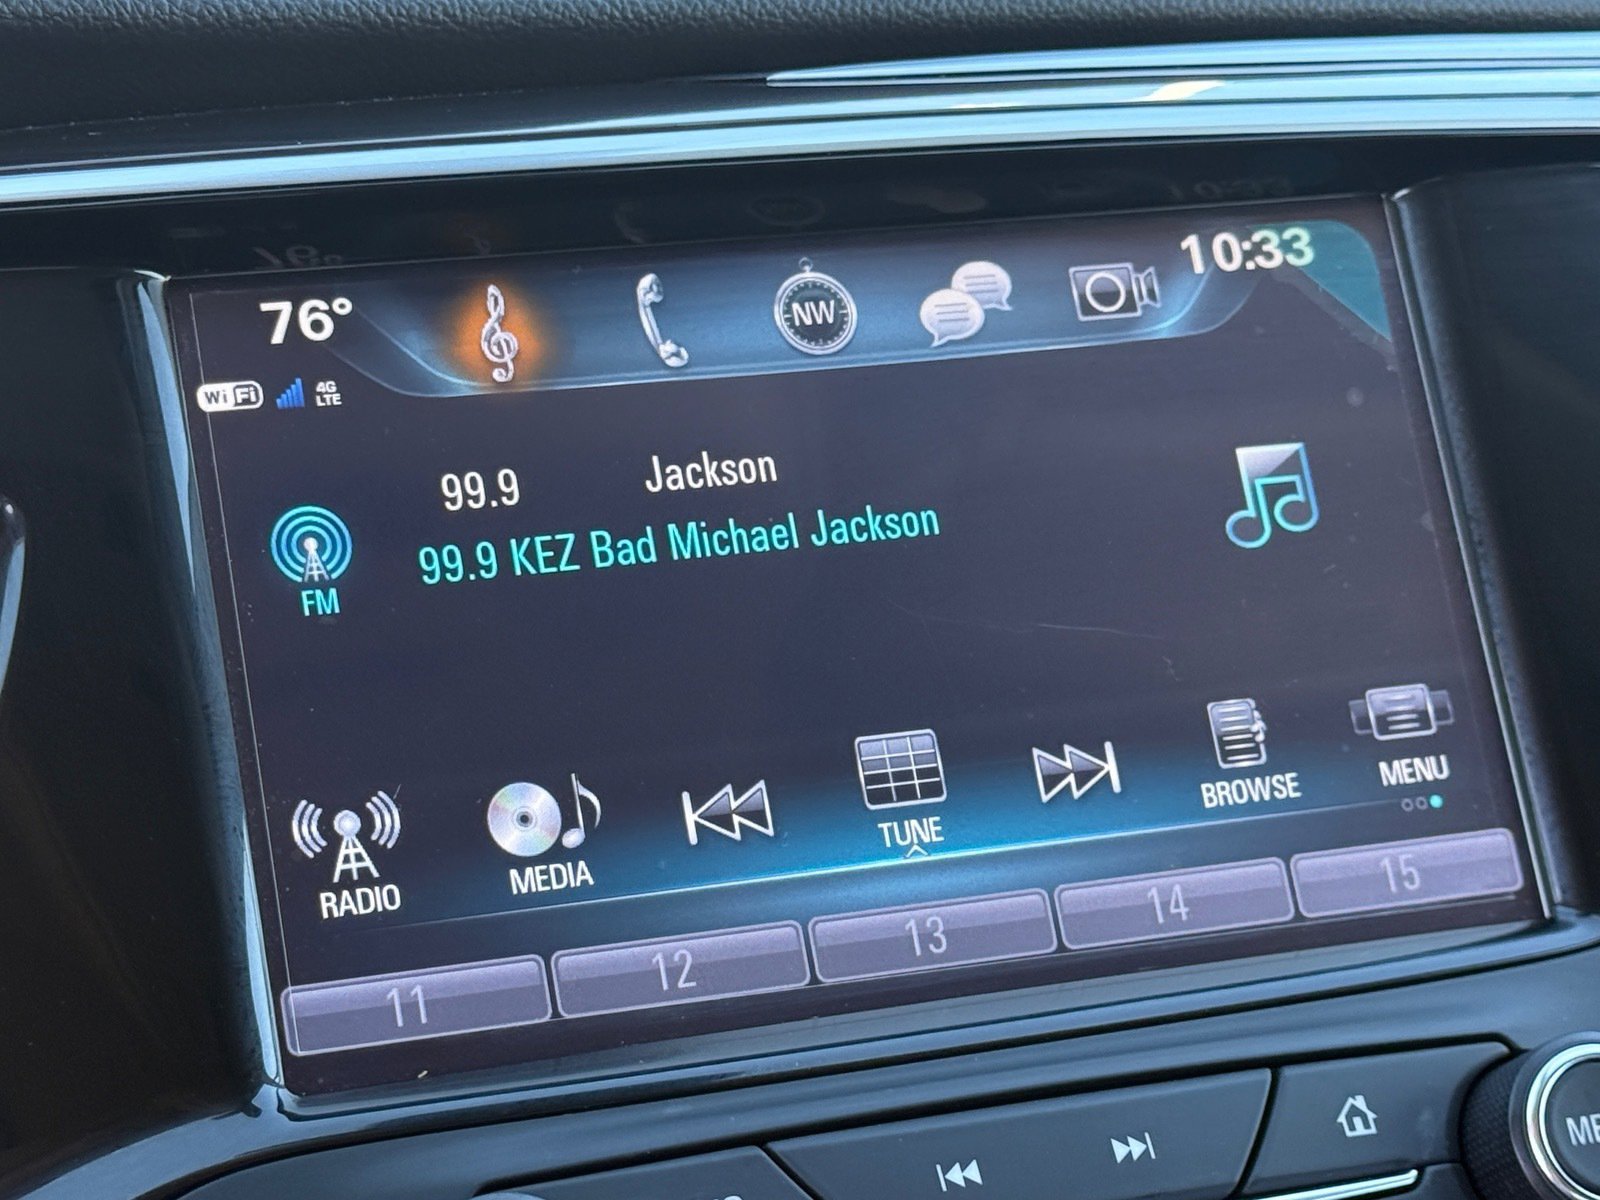 76°
NW
10:33
WiFi
4G
LTE
99.9
Jackson
FM
99.9 KEZ Bad Michael Jackson
RADIO
MEDIA
TUNE
BROWSE
MENU
11
12
13
14
15